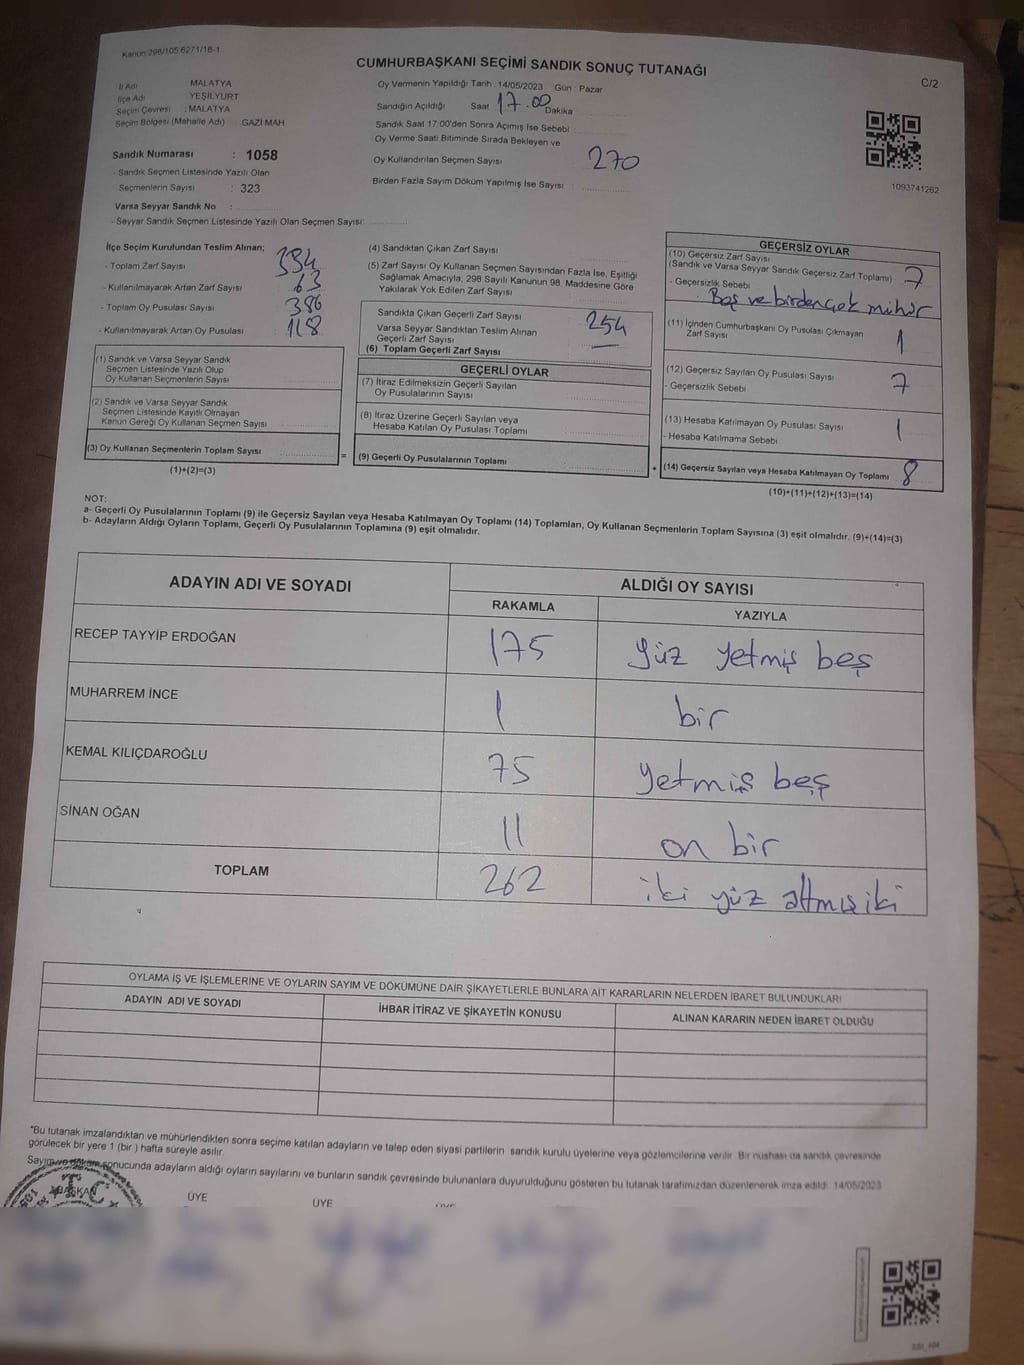 Kanun 298/105;6271/18-1
CUMHURBAŞKANI SEÇİMİ SANDIK SONUÇ TUTANAĞI
C/2
İl Adı MALATYA
İlçe Adı YEŞİLYURT
Seçim Çevresi : MALATYA
Seçim Bölgesi (Mahalle Adı) : GAZİ MAH
Oy Vermenin Yapıldığı Tarih : 14/05/2023 Gün : Pazar
Sandığın Açıldığı Saat 17.00 Dakika
Sandık Saat 17:00'den Sonra Açımış İse Sebebi :
Oy Verme Saati Bitiminde Sırada Bekleyen ve
Oy Kullandırılan Seçmen Sayısı 270
Birden Fazla Sayım Döküm Yapılmış İse Sayısı
1093741262
Sandık Numarası : 1058
- Sandık Seçmen Listesinde Yazılı Olan
Seçmenlerin Sayısı : 323
Varsa Seyyar Sandık No :
- Seyyar Sandık Seçmen Listesinde Yazılı Olan Seçmen Sayısı:
İlçe Seçim Kurulundan Teslim Alınan;
- Toplam Zarf Sayısı 334
- Kullanılmayarak Artan Zarf Sayısı 63
- Toplam Oy Pusulası Sayısı 386
- Kullanılmayarak Artan Oy Pusulası 118
(1) Sandık ve Varsa Seyyar Sandık
Seçmen Listesinde Yazılı Olup
Oy Kullanan Seçmenlerin Sayısı
(2) Sandık ve Varsa Seyyar Sandık
Seçmen Listesinde Kayıtlı Olmayan
Kanun Gereği Oy Kullanan Seçmen Sayısı
(3) Oy Kullanan Seçmenlerin Toplam Sayısı
(1)+(2)=(3)
(4) Sandıktan Çıkan Zarf Sayısı
(5) Zarf Sayısı Oy Kullanan Seçmen Sayısından Fazla İse, Eşitliği
Sağlamak Amacıyla, 298 Sayılı Kanunun 98. Maddesine Göre
Yakılarak Yok Edilen Zarf Sayısı
Sandıkta Çıkan Geçerli Zarf Sayısı 254
Varsa Seyyar Sandıktan Teslim Alınan
Geçerli Zarf Sayısı
(6) Toplam Geçerli Zarf Sayısı
GEÇERLİ OYLAR
(7) İtiraz Edilmeksizin Geçerli Sayılan
Oy Pusulalarının Sayısı
(8) İtiraz Üzerine Geçerli Sayılan veya
Hesaba Katılan Oy Pusulası Toplamı
= (9) Geçerli Oy Pusulalarının Toplamı
GEÇERSİZ OYLAR
(10) Geçersiz Zarf Sayısı
(Sandık ve Varsa Seyyar Sandık Geçersiz Zarf Toplamı) 7
- Geçersizlik Sebebi
Boş ve birdençok mühür
(11) İçinden Cumhurbaşkanı Oy Pusulası Çıkmayan
Zarf Sayısı 1
(12) Geçersiz Sayılan Oy Pusulası Sayısı 7
- Geçersizlik Sebebi
(13) Hesaba Katılmayan Oy Pusulası Sayısı 1
- Hesaba Katılmama Sebebi
+ (14) Geçersiz Sayılan veya Hesaba Katılmayan Oy Toplamı 8
(10)+(11)+(12)+(13)=(14)
NOT:
a- Geçerli Oy Pusulalarının Toplamı (9) ile Geçersiz Sayılan veya Hesaba Katılmayan Oy Toplamı (14) Toplamları, Oy Kullanan Seçmenlerin Toplam Sayısına (3) eşit olmalıdır. (9)+(14)=(3)
b- Adayların Aldığı Oyların Toplamı, Geçerli Oy Pusulalarının Toplamına (9) eşit olmalıdır.
ADAYIN ADI VE SOYADI ALDIĞI OY SAYISI
RAKAMLA YAZIYLA
RECEP TAYYİP ERDOĞAN 175 yüz yetmiş beş
MUHARREM İNCE 1 bir
KEMAL KILIÇDAROĞLU 75 yetmiş beş
SİNAN OĞAN 11 on bir
TOPLAM 262 iki yüz altmış iki
OYLAMA İŞ VE İŞLEMLERİNE VE OYLARIN SAYIM VE DÖKÜMÜNE DAİR ŞİKAYETLERLE BUNLARA AİT KARARLARIN NELERDEN İBARET BULUNDUKLARI
ADAYIN ADI VE SOYADI İHBAR İTİRAZ VE ŞİKAYETİN KONUSU ALINAN KARARIN NEDEN İBARET OLDUĞU
"Bu tutanak imzalandıktan ve mühürlendikten sonra seçime katılan adayların ve talep eden siyasi partilerin sandık kurulu üyelerine veya gözlemcilerine verilir. Bir nüshası da sandık çevresinde
görülecek bir yere 1 (bir ) hafta süreyle asılır.
Sayım ve döküm sonucunda adayların aldığı oyların sayılarını ve bunların sandık çevresinde bulunanlara duyurulduğunu gösteren bu tutanak tarafımızdan düzenlenerek imza edildi. 14/05/2023
BAŞKAN ÜYE ÜYE
T.C